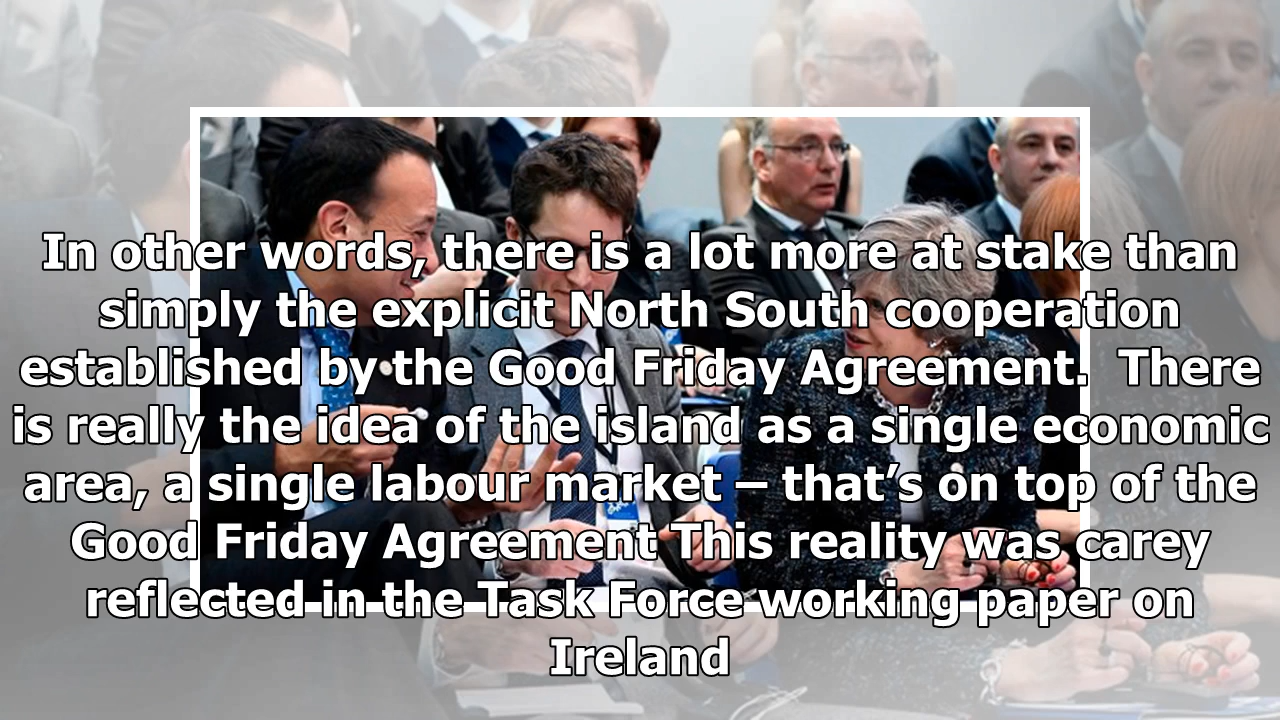 In other words, there is a lot more at stake than
simply the explicit North South cooperation
established by the Good Friday Agreement.  There
is really the idea of the island as a single economic
area, a single labour market – that’s on top of the
Good Friday Agreement This reality was carey
reflected in the Task Force working paper on
Ireland